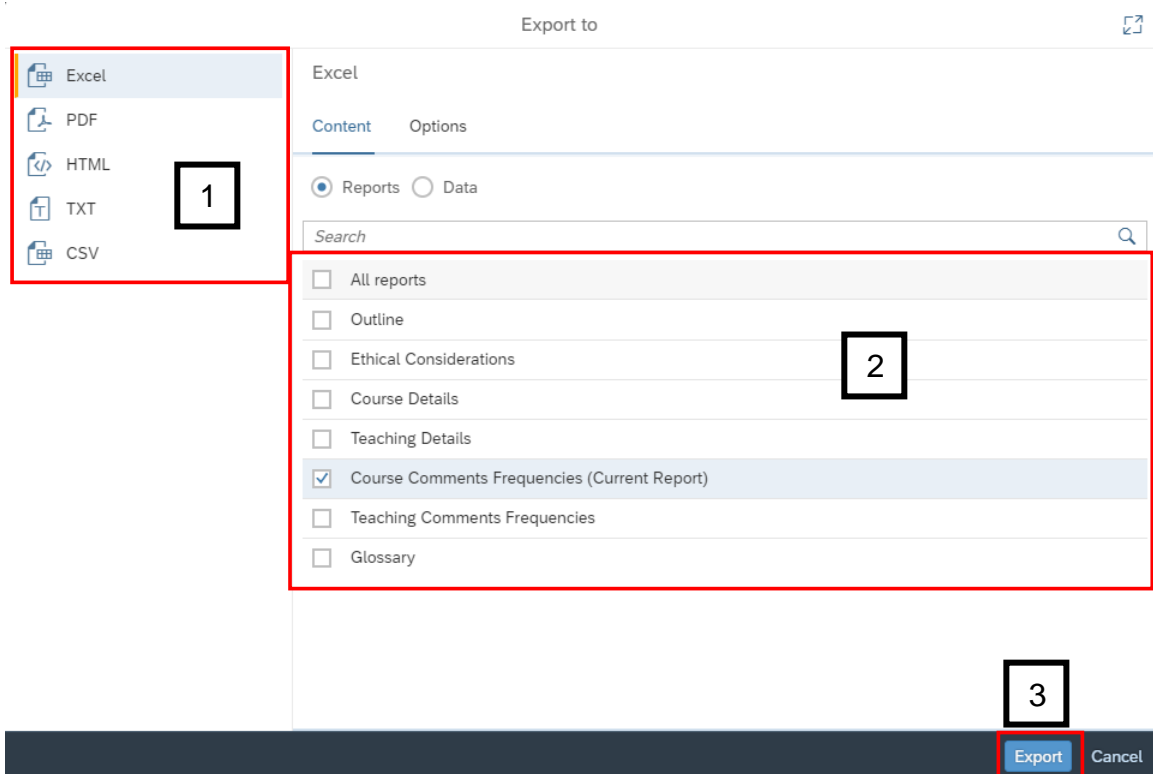 Export to
Excel
PDF
HTML
TXT
CSV
1
Excel
Content Options
Reports Data
Search
All reports
Outline
Ethical Considerations
Course Details
Teaching Details
Course Comments Frequencies (Current Report)
Teaching Comments Frequencies
Glossary
2
3
Export Cancel